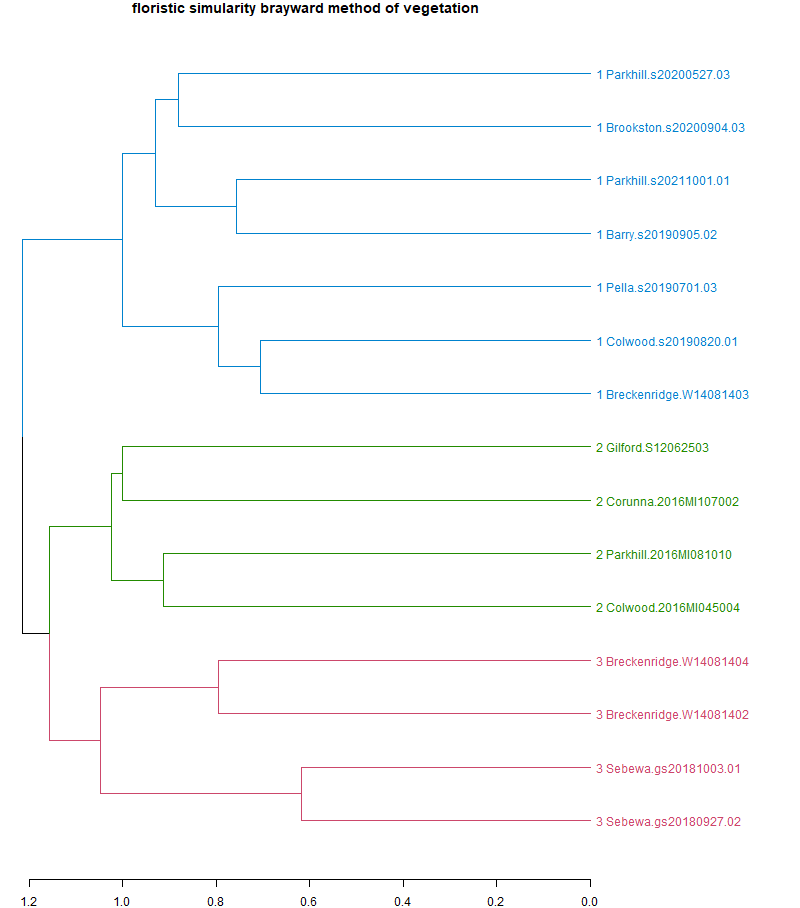 floristic simularity brayward method of vegetation
1 Parkhill.s20200527.03
1 Brookston.s20200904.03
1 Parkhill.s20211001.01
1 Barry.s20190905.02
1 Pella.s20190701.03
1 Colwood.s20190820.01
1 Breckenridge.W14081403
2 Gilford.S12062503
2 Corunna.2016MI107002
2 Parkhill.2016MI081010
2 Colwood.2016MI045004
3 Breckenridge.W14081404
3 Breckenridge.W14081402
3 Sebewa.gs20181003.01
3 Sebewa.gs20180927.02
1.2 1.0 0.8 0.6 0.4 0.2 0.0